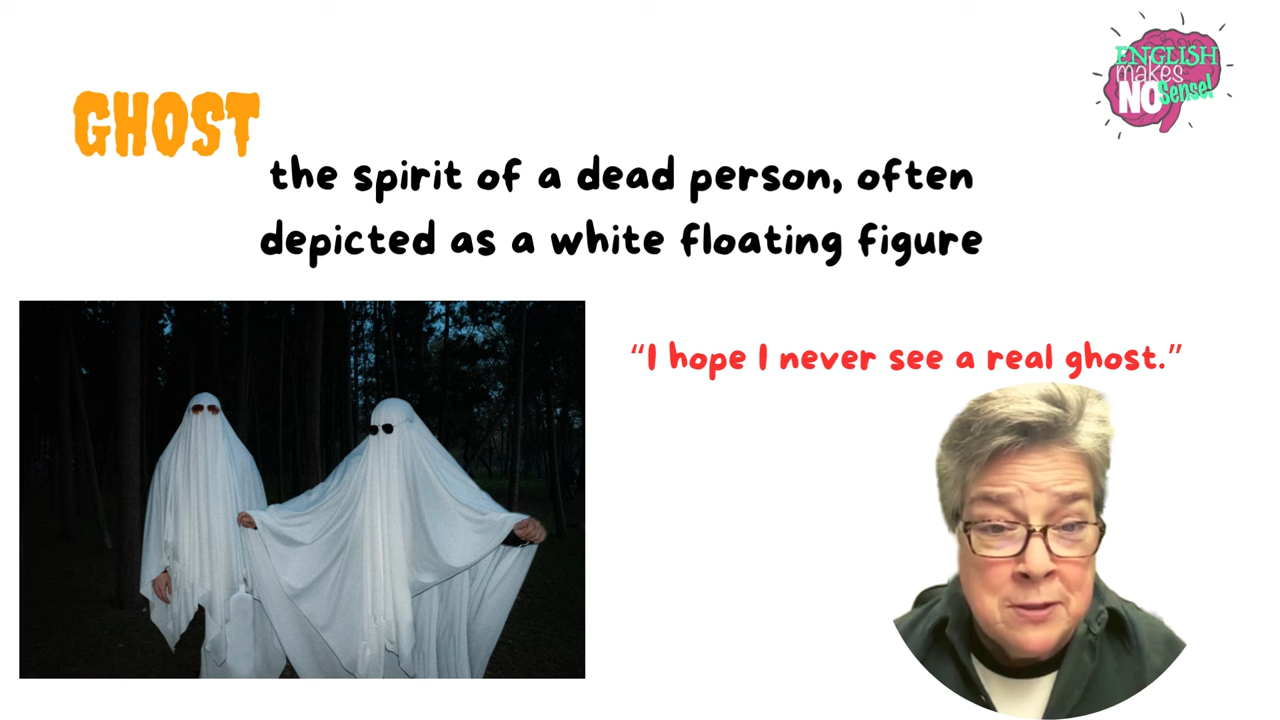 ENGLISH
makes
NO Sense!
GHOST
the spirit of a dead person, often
depicted as a white floating figure
“I hope I never see a real ghost.”